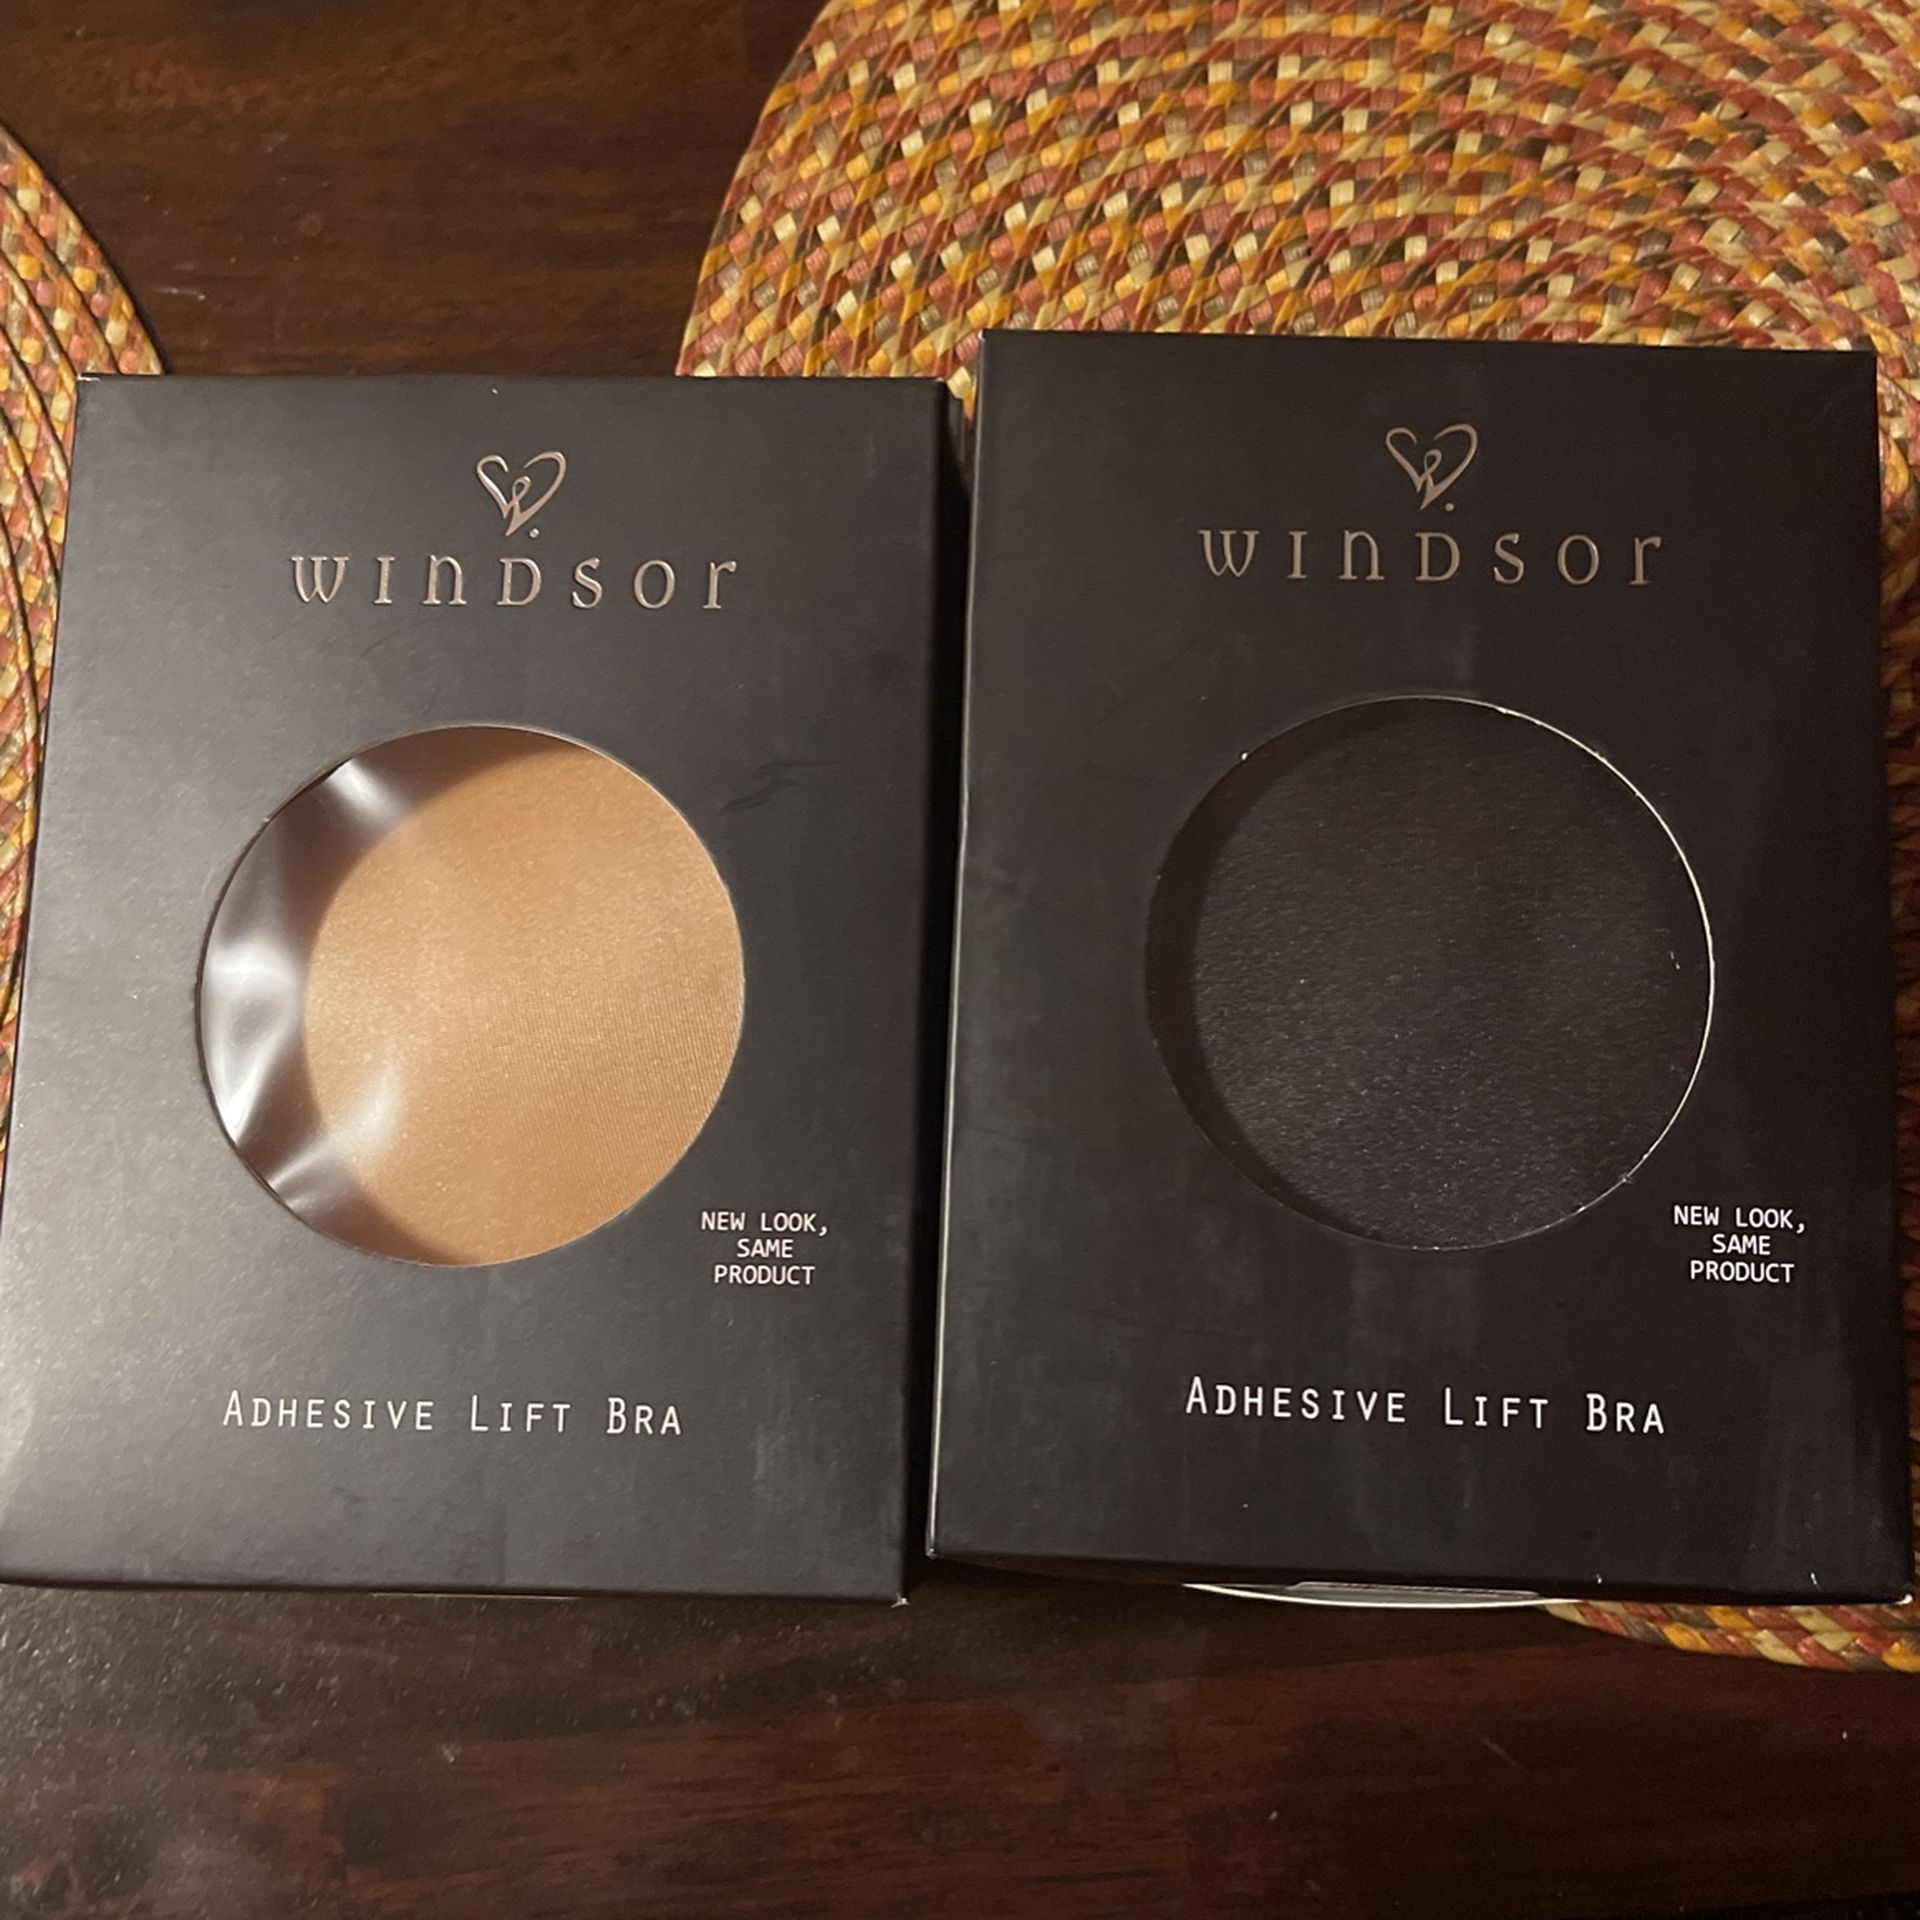 WINDSOR
NEW LOOK,
SAME
PRODUCT
ADHESIVE LIFT BRA
WINDSOR
NEW LOOK,
SAME
PRODUCT
ADHESIVE LIFT BRA